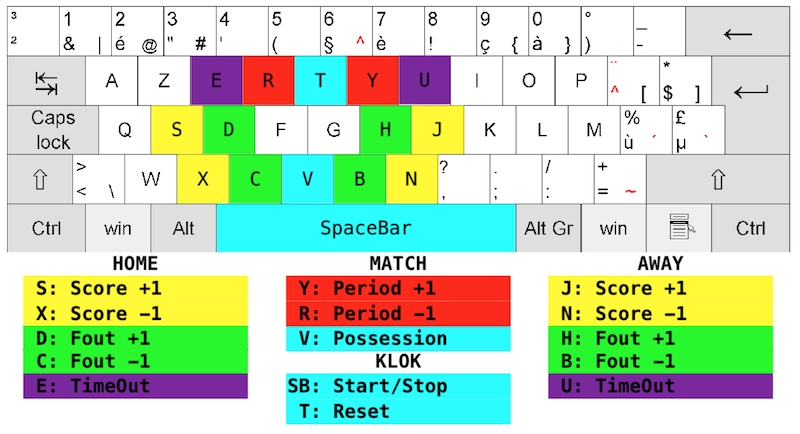 ³ 1 2 3 4 5 6 7 8 9 0 ° _ ←
² & | é @ " # ' ( § ^ è ! ç { à } ) -
A Z E R T Y U I O P ¨ ^ [ * $ ]
Caps lock Q S D F G H J K L M % ù ´ £ µ `
> < \ W X C V B N ? , . ; / : + = ~
Ctrl win Alt SpaceBar Alt Gr win Ctrl
HOME MATCH AWAY
S: Score +1 Y: Period +1 J: Score +1
X: Score −1 R: Period −1 N: Score −1
D: Fout +1 V: Possession H: Fout +1
C: Fout −1 KLOK B: Fout −1
E: TimeOut SB: Start/Stop U: TimeOut
T: Reset